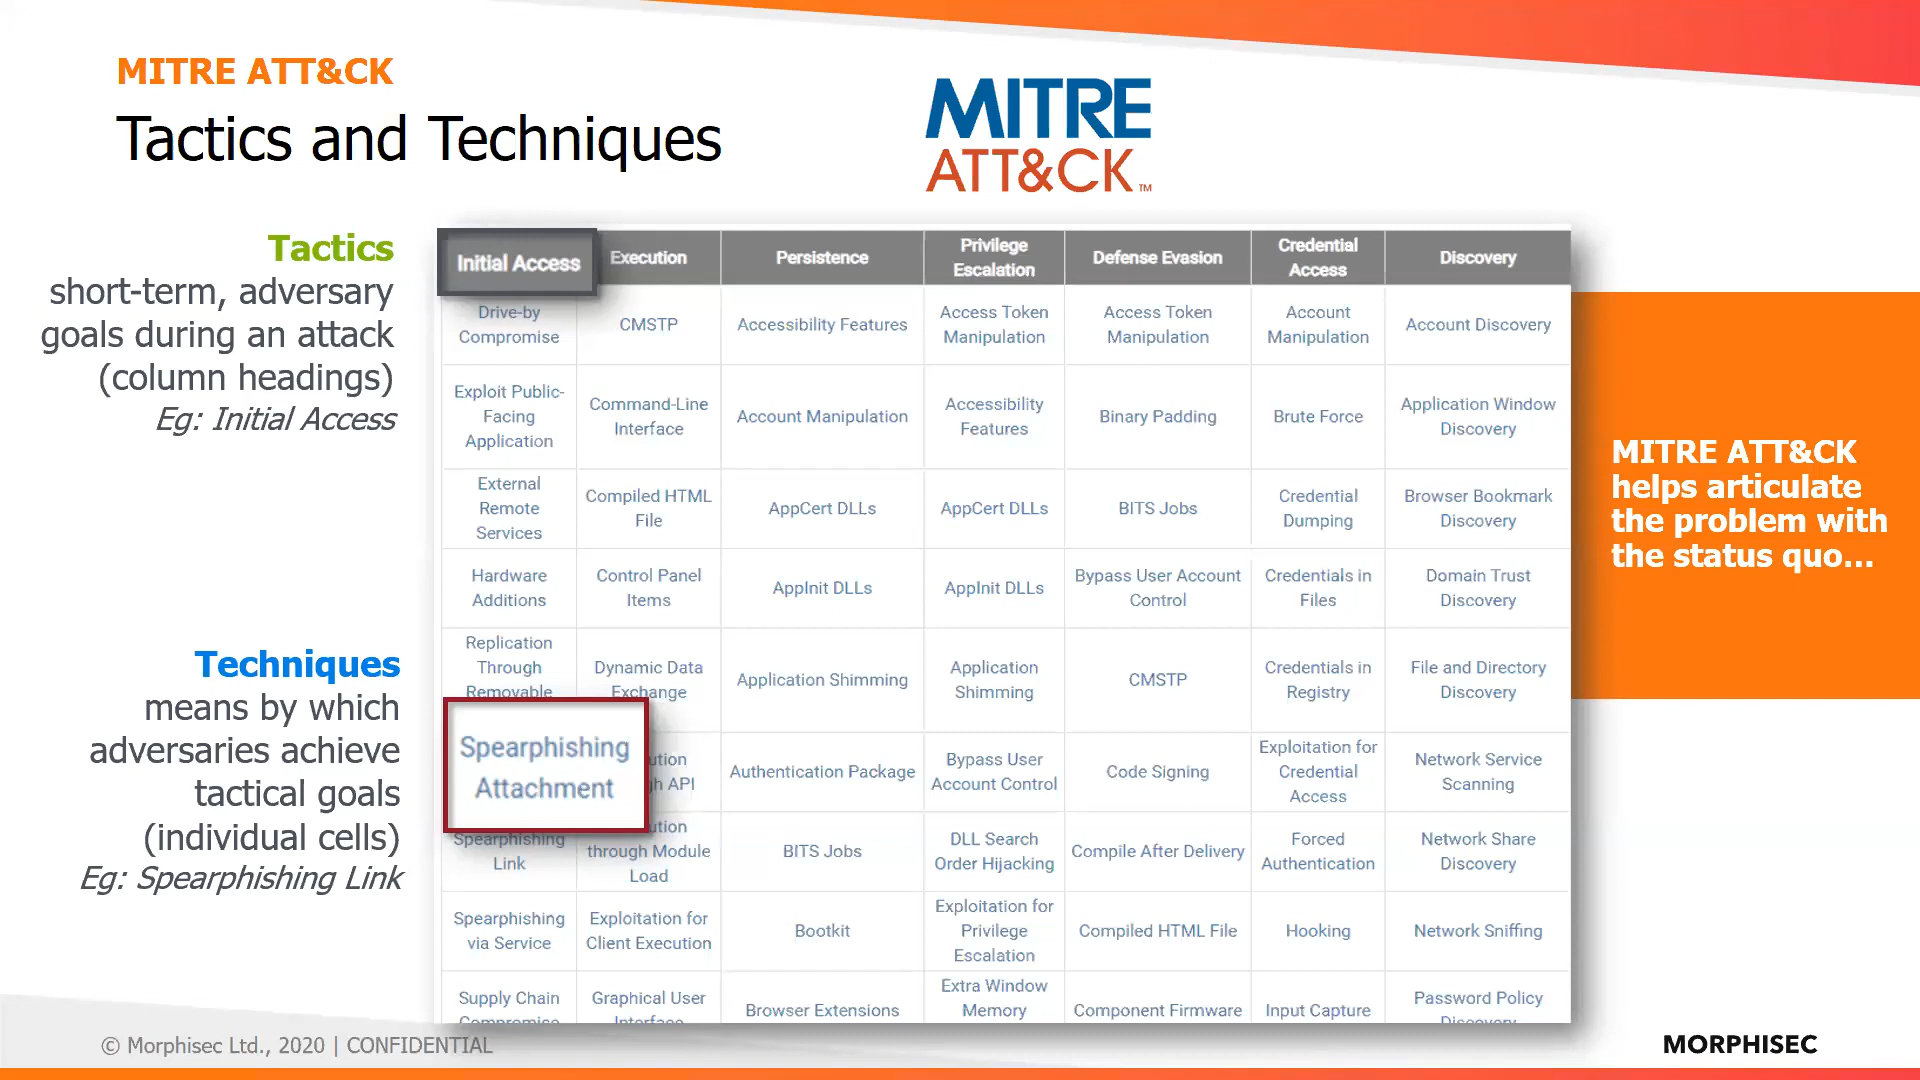 MITRE ATT&CK
Tactics and Techniques
MITRE
ATT&CK™
Tactics
short-term, adversary
goals during an attack
(column headings)
Eg: Initial Access
Techniques
means by which
adversaries achieve
tactical goals
(individual cells)
Eg: Spearphishing Link
Initial Access
Execution
Persistence
Privilege
Escalation
Defense Evasion
Credential
Access
Discovery
Drive-by
Compromise
CMSTP
Accessibility Features
Access Token
Manipulation
Access Token
Manipulation
Account
Manipulation
Account Discovery
Exploit Public-
Facing
Application
Command-Line
Interface
Account Manipulation
Accessibility
Features
Binary Padding
Brute Force
Application Window
Discovery
External
Remote
Services
Compiled HTML
File
AppCert DLLs
AppCert DLLs
BITS Jobs
Credential
Dumping
Browser Bookmark
Discovery
Hardware
Additions
Control Panel
Items
AppInit DLLs
AppInit DLLs
Bypass User Account
Control
Credentials in
Files
Domain Trust
Discovery
Replication
Through
Removable
Dynamic Data
Exchange
Application Shimming
Application
Shimming
CMSTP
Credentials in
Registry
File and Directory
Discovery
Spearphishing
Attachment
API
Authentication Package
Bypass User
Account Control
Code Signing
Exploitation for
Credential
Access
Network Service
Scanning
Spearphishing
Link
through Module
Load
BITS Jobs
DLL Search
Order Hijacking
Compile After Delivery
Forced
Authentication
Network Share
Discovery
Spearphishing
via Service
Exploitation for
Client Execution
Bootkit
Exploitation for
Privilege
Escalation
Compiled HTML File
Hooking
Network Sniffing
Supply Chain
Compromise
Graphical User
Interface
Browser Extensions
Extra Window
Memory
Component Firmware
Input Capture
Password Policy
Discovery
MITRE ATT&CK
helps articulate
the problem with
the status quo...
© Morphisec Ltd., 2020 | CONFIDENTIAL
MORPHISEC